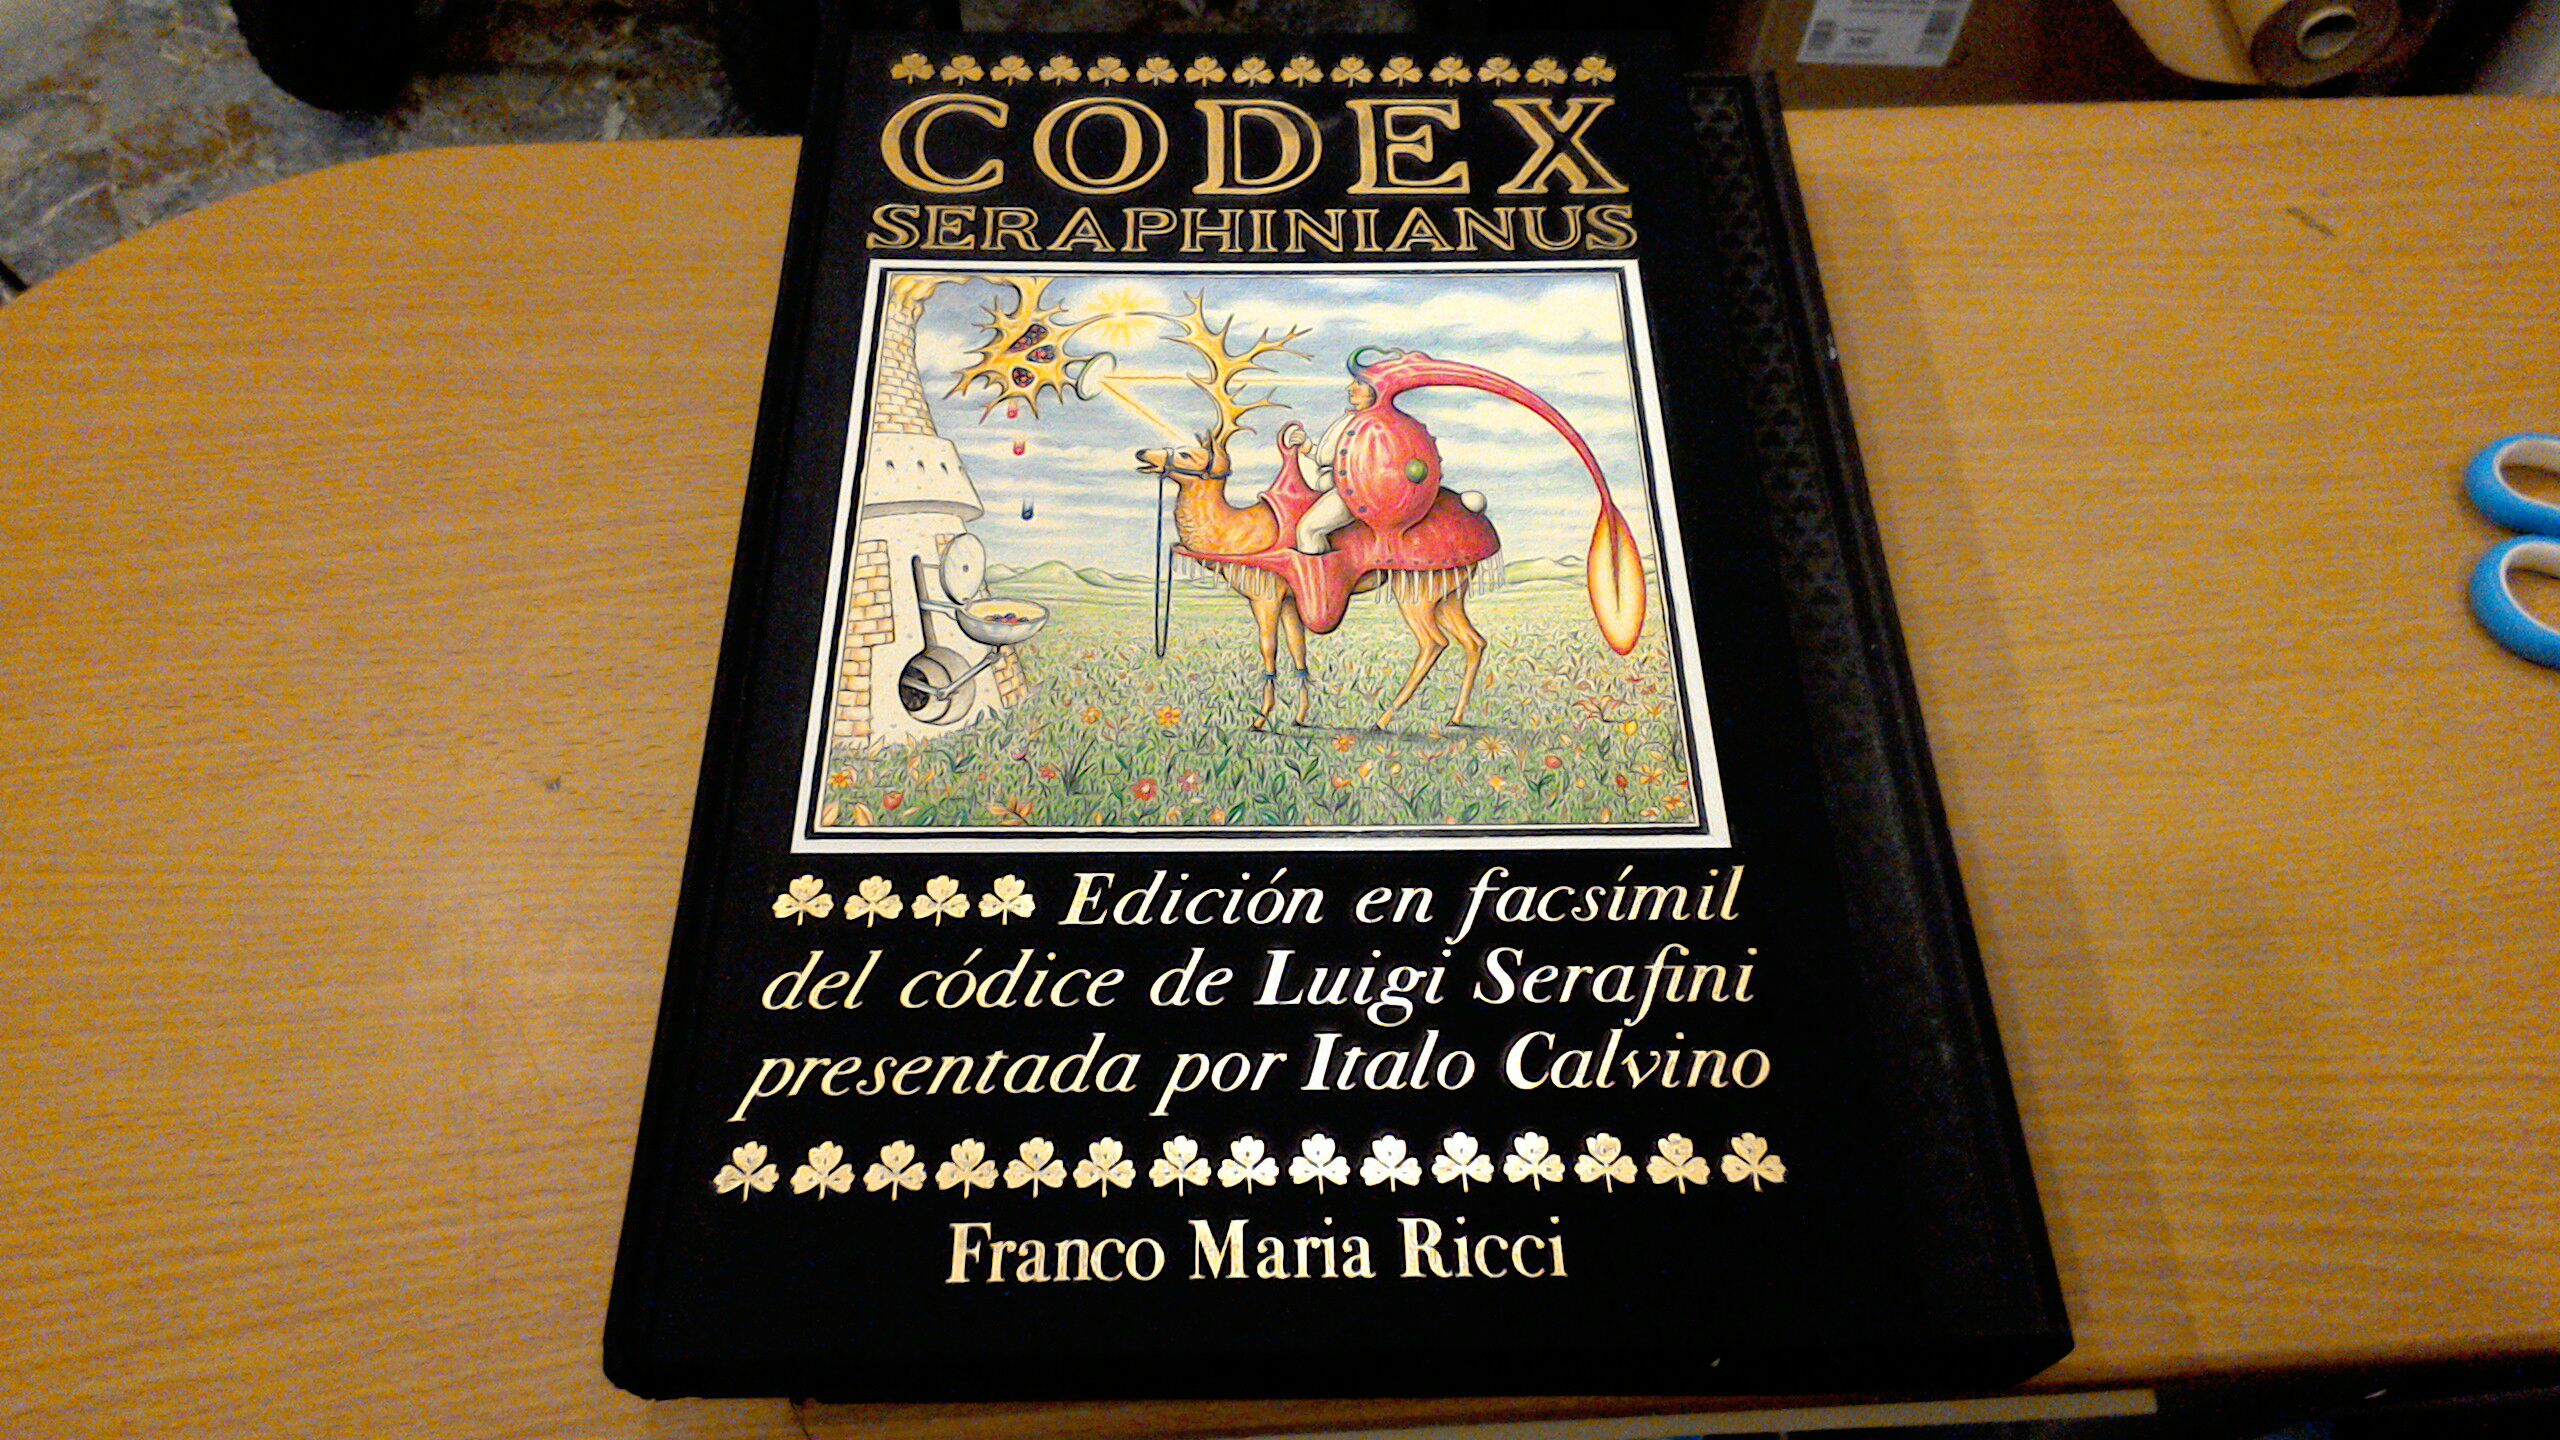 CODEX
SERAPHINIANUS
Edición en facsímil
del códice de Luigi Serafini
presentada por Italo Calvino
Franco Maria Ricci